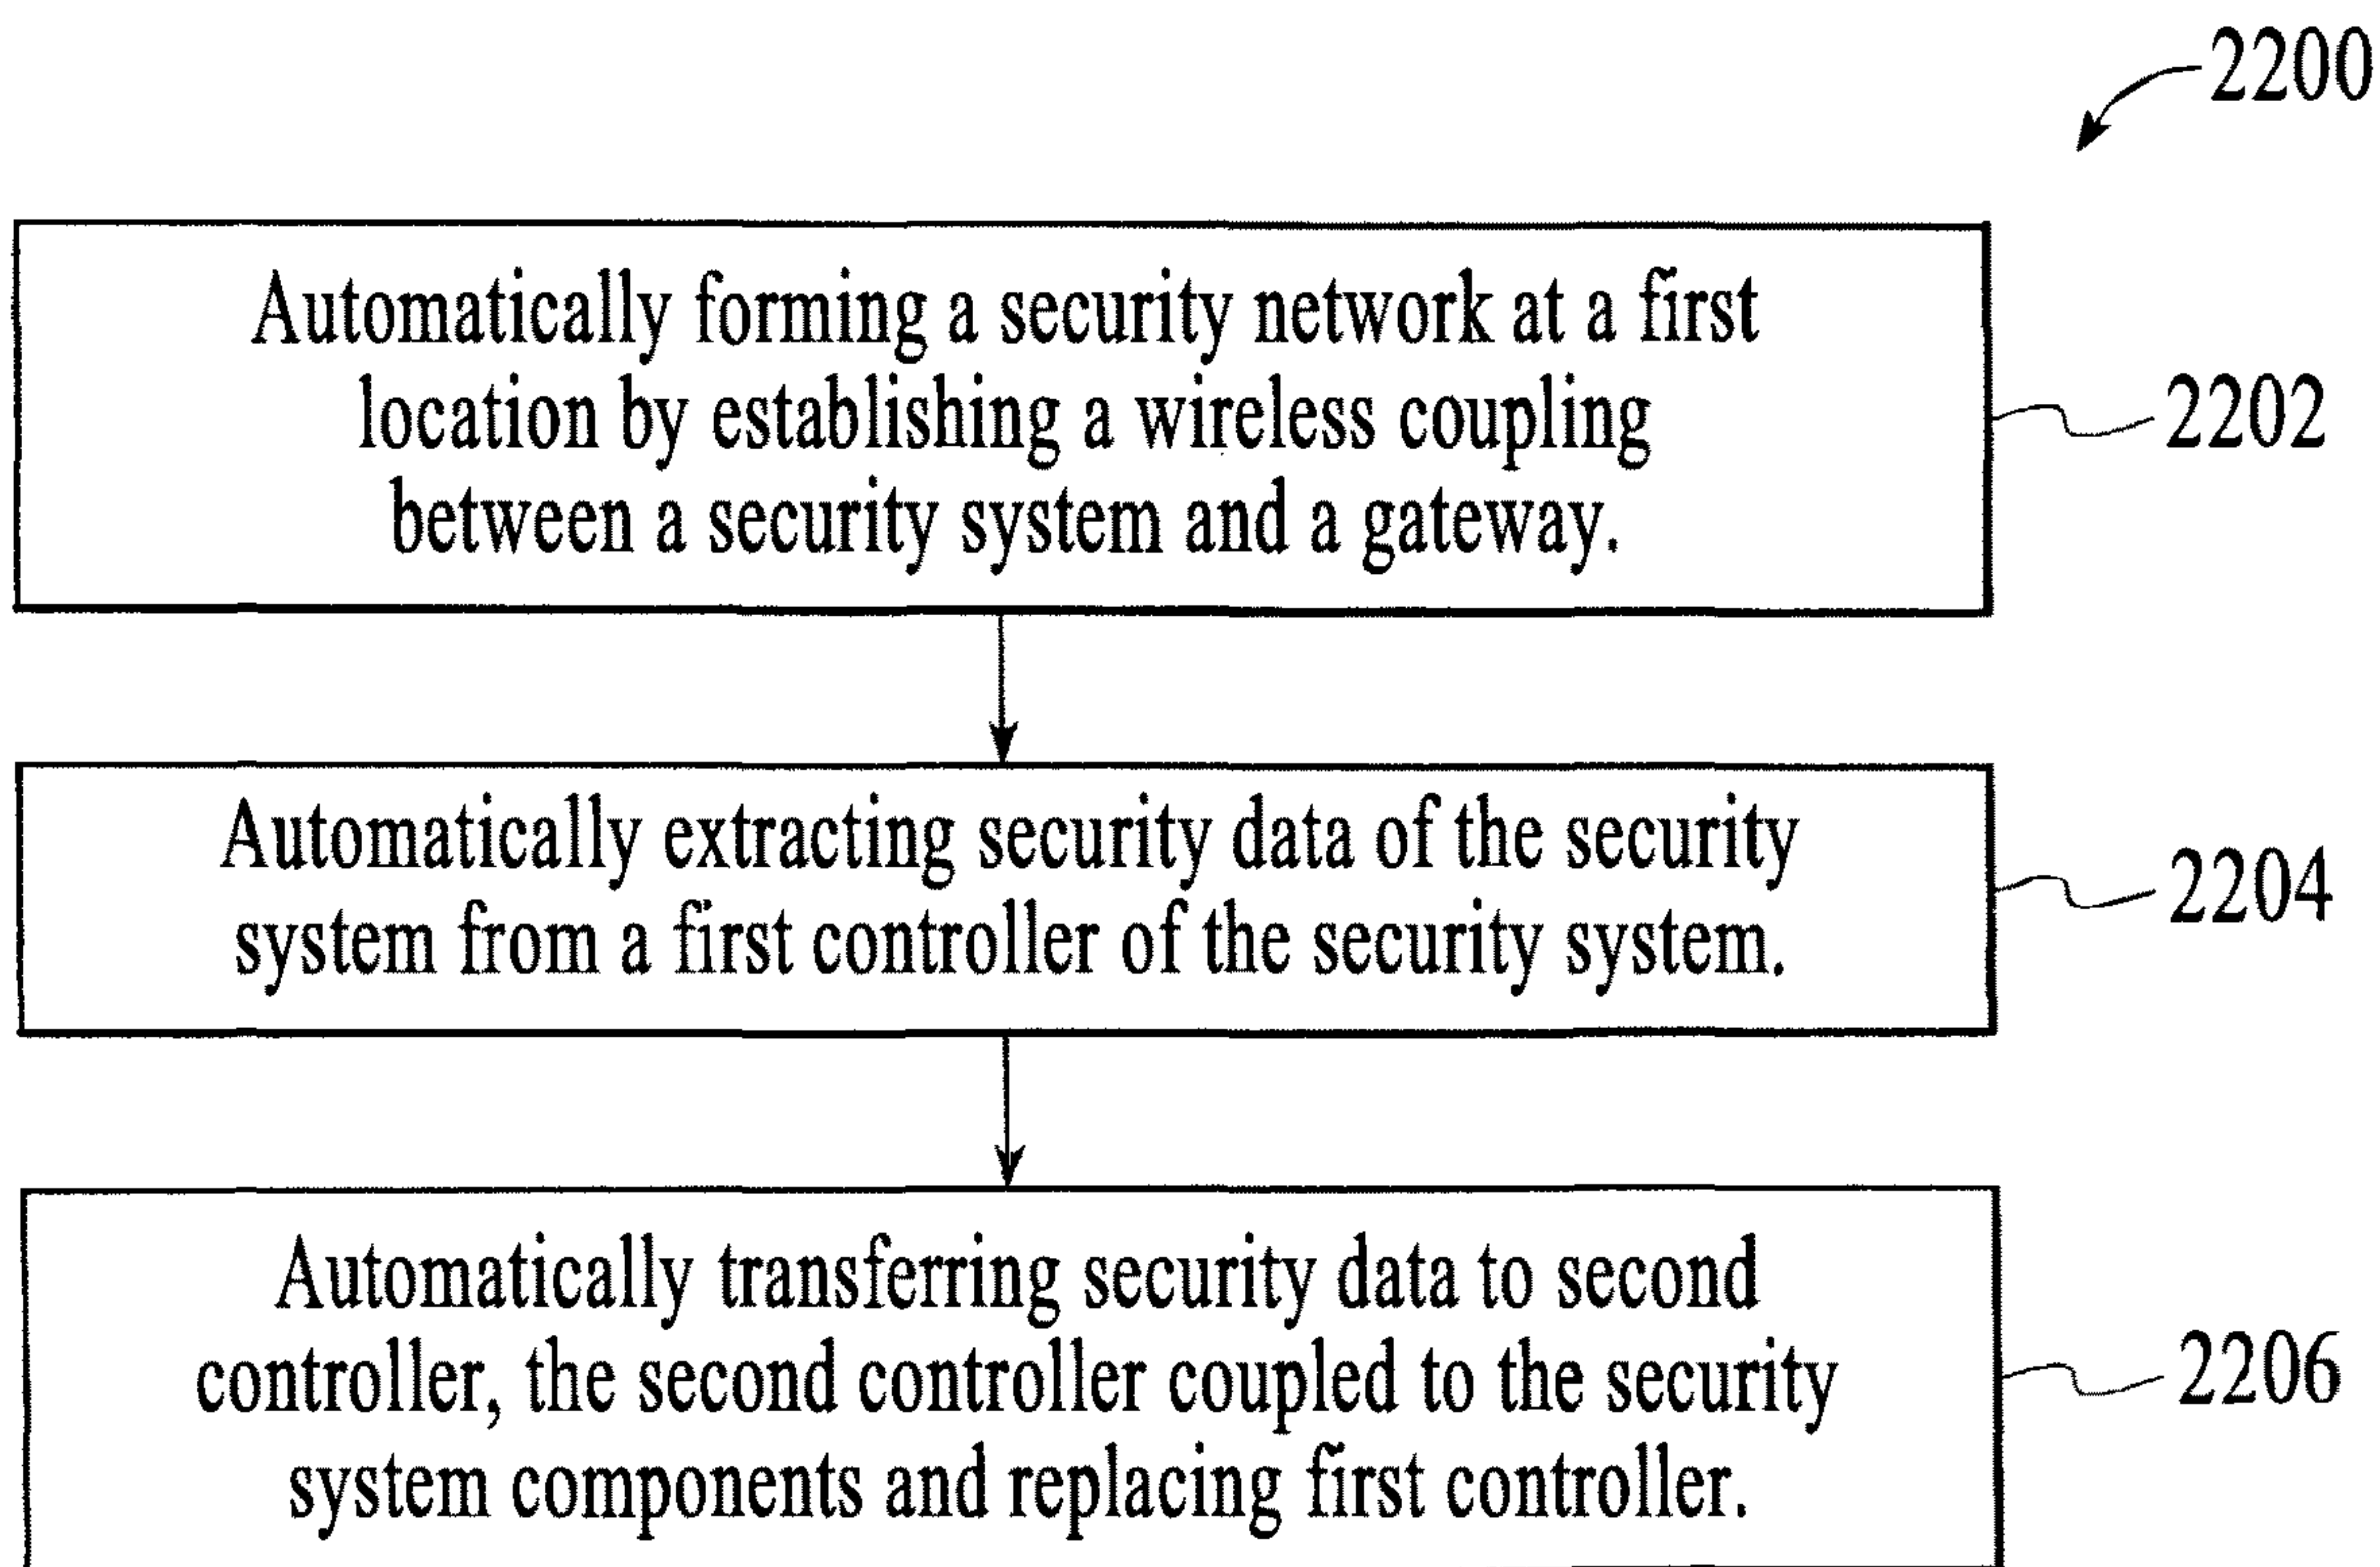 2200
Automatically forming a security network at a first
location by establishing a wireless coupling
between a security system and a gateway.
2202
Automatically extracting security data of the security
system from a first controller of the security system.
2204
Automatically transferring security data to second
controller, the second controller coupled to the security
system components and replacing first controller.
2206